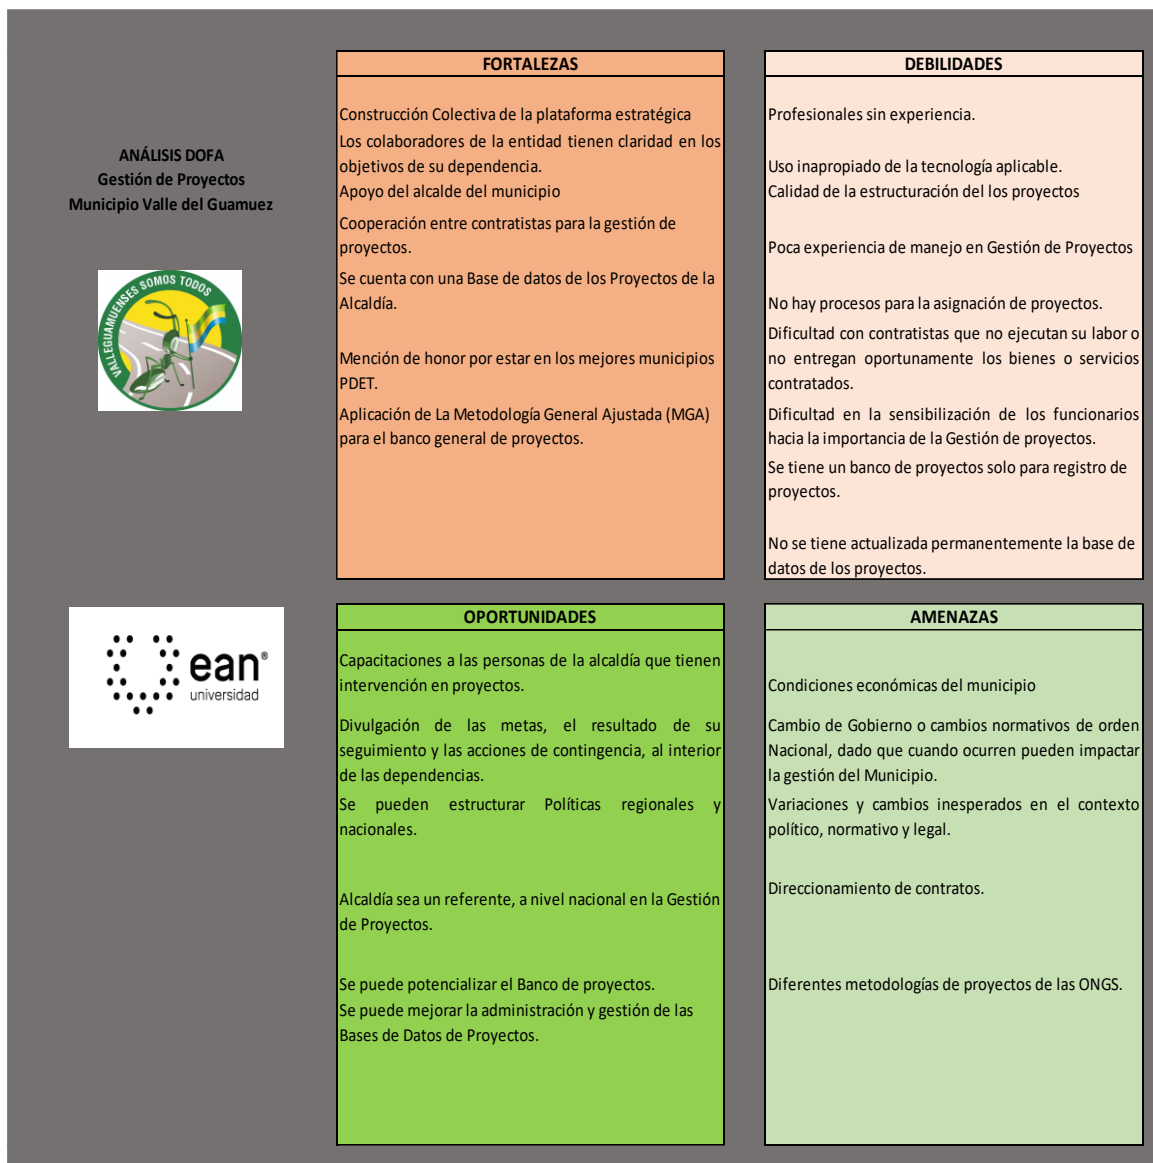 ANÁLISIS DOFA
Gestión de Proyectos
Municipio Valle del Guamuez
VALLEGUAMUENSES SOMOS TODOS
FORTALEZAS
Construcción Colectiva de la plataforma estratégica
Los colaboradores de la entidad tienen claridad en los
objetivos de su dependencia.
Apoyo del alcalde del municipio
Cooperación entre contratistas para la gestión de
proyectos.
Se cuenta con una Base de datos de los Proyectos de la
Alcaldía.
Mención de honor por estar en los mejores municipios
PDET.
Aplicación de La Metodología General Ajustada (MGA)
para el banco general de proyectos.
DEBILIDADES
Profesionales sin experiencia.
Uso inapropiado de la tecnología aplicable.
Calidad de la estructuración del los proyectos
Poca experiencia de manejo en Gestión de Proyectos
No hay procesos para la asignación de proyectos.
Dificultad con contratistas que no ejecutan su labor o
no entregan oportunamente los bienes o servicios
contratados.
Dificultad en la sensibilización de los funcionarios
hacia la importancia de la Gestión de proyectos.
Se tiene un banco de proyectos solo para registro de
proyectos.
No se tiene actualizada permanentemente la base de
datos de los proyectos.
ean®
universidad
OPORTUNIDADES
Capacitaciones a las personas de la alcaldía que tienen
intervención en proyectos.
Divulgación de las metas, el resultado de su
seguimiento y las acciones de contingencia, al interior
de las dependencias.
Se pueden estructurar Políticas regionales y
nacionales.
Alcaldía sea un referente, a nivel nacional en la Gestión
de Proyectos.
Se puede potencializar el Banco de proyectos.
Se puede mejorar la administración y gestión de las
Bases de Datos de Proyectos.
AMENAZAS
Condiciones económicas del municipio
Cambio de Gobierno o cambios normativos de orden
Nacional, dado que cuando ocurren pueden impactar
la gestión del Municipio.
Variaciones y cambios inesperados en el contexto
político, normativo y legal.
Direccionamiento de contratos.
Diferentes metodologías de proyectos de las ONGS.